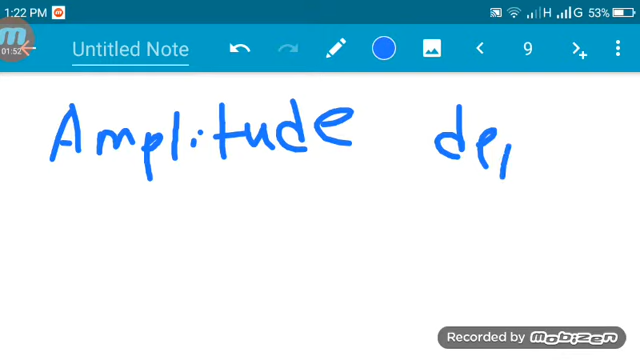 1:22 PM H G 53%
01:52 Untitled Note 9
Amplitude de
Recorded by mobizen